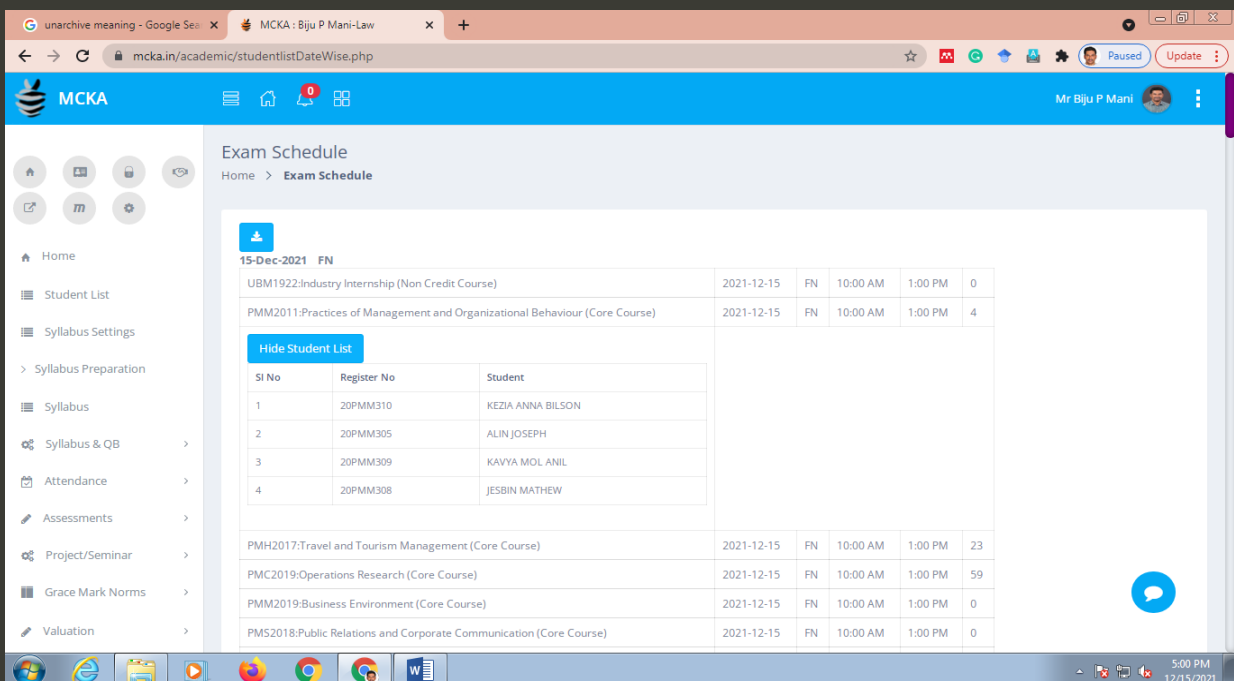 unarchive meaning - Google Sea
MCKA : Biju P Mani-Law
mcka.in/academic/studentlistDateWise.php
Paused
Update
MCKA
0
Mr Biju P Mani
Exam Schedule
Home > Exam Schedule
Home
Student List
Syllabus Settings
> Syllabus Preparation
Syllabus
Syllabus & QB >
Attendance >
Assessments >
Project/Seminar >
Grace Mark Norms >
Valuation >
15-Dec-2021 FN
UBM1922:Industry Internship (Non Credit Course) 2021-12-15 FN 10:00 AM 1:00 PM 0
PMM2011:Practices of Management and Organizational Behaviour (Core Course) 2021-12-15 FN 10:00 AM 1:00 PM 4
Hide Student List
Sl No Register No Student
1 20PMM310 KEZIA ANNA BILSON
2 20PMM305 ALIN JOSEPH
3 20PMM309 KAVYA MOL ANIL
4 20PMM308 JESBIN MATHEW
PMH2017:Travel and Tourism Management (Core Course) 2021-12-15 FN 10:00 AM 1:00 PM 23
PMC2019:Operations Research (Core Course) 2021-12-15 FN 10:00 AM 1:00 PM 59
PMM2019:Business Environment (Core Course) 2021-12-15 FN 10:00 AM 1:00 PM 0
PMS2018:Public Relations and Corporate Communication (Core Course) 2021-12-15 FN 10:00 AM 1:00 PM 0
5:00 PM
12/15/2021